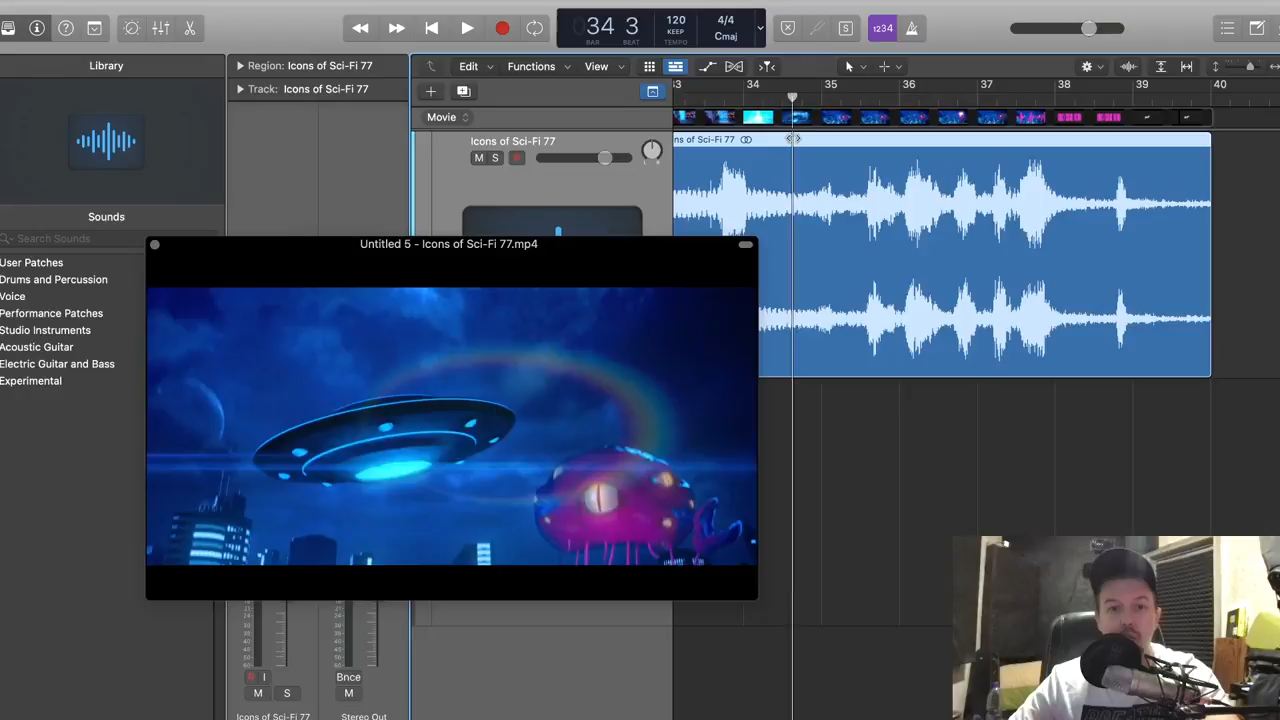 34 3
BAR BEAT
120
KEEP
TEMPO
4/4
Cmaj
1234
Library
Region: Icons of Sci-Fi 77
Track: Icons of Sci-Fi 77
Edit
Functions
View
33 34 35 36 37 38 39 40
Movie
Icons of Sci-Fi 77
M S
L R
ns of Sci-Fi 77
Sounds
Search Sounds
User Patches
Drums and Percussion
Voice
Performance Patches
Studio Instruments
Acoustic Guitar
Electric Guitar and Bass
Experimental
Untitled 5 - Icons of Sci-Fi 77.mp4
I
Bnce
M S
M
Icons of Sci-Fi 77
Stereo Out